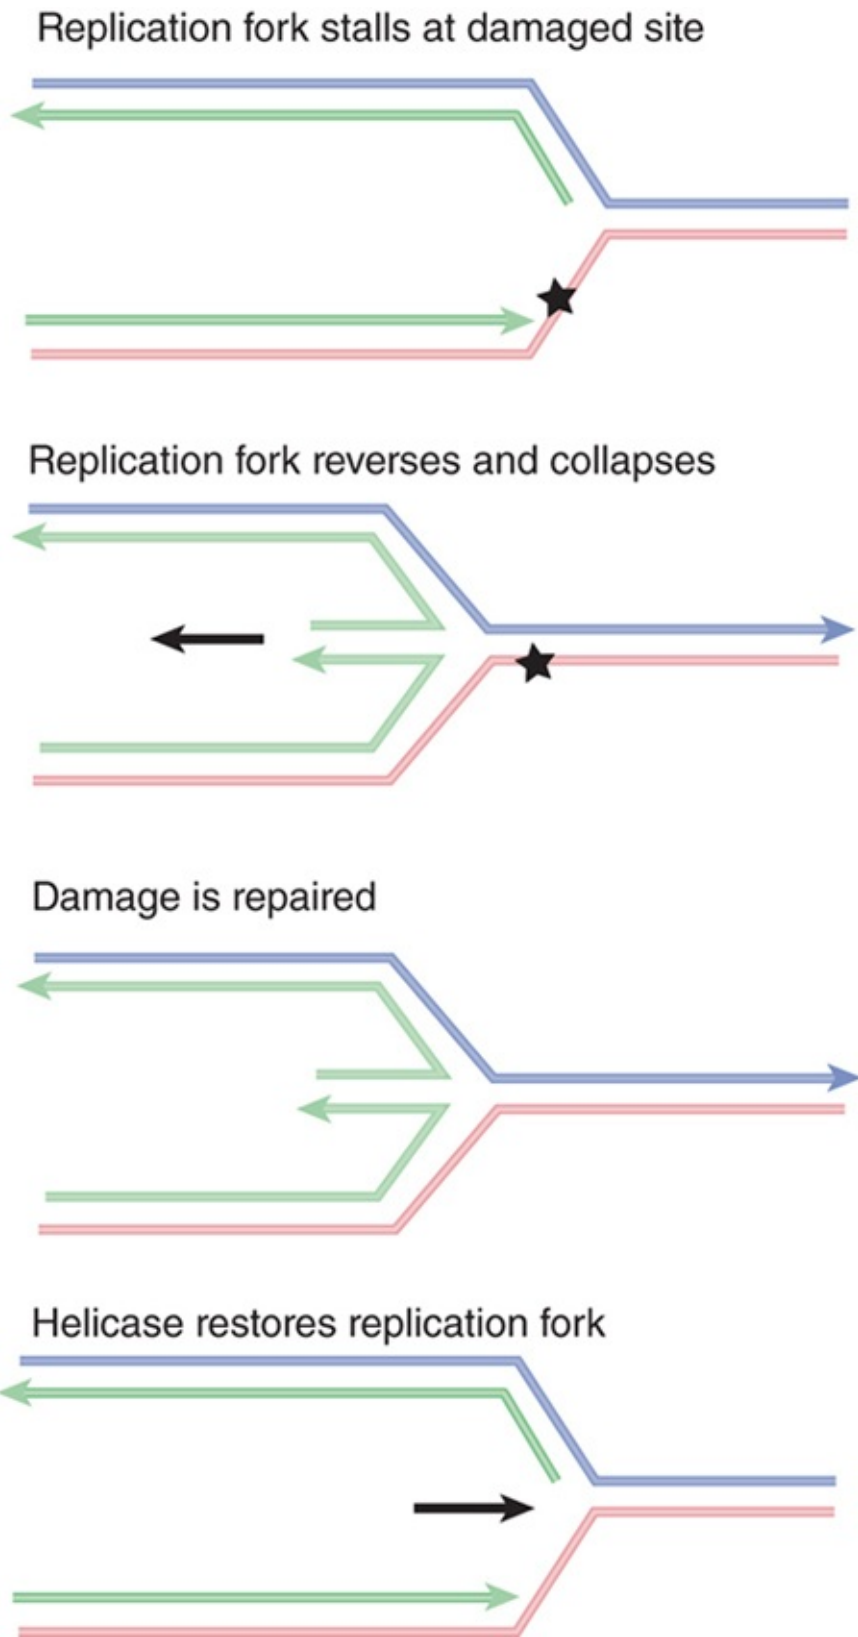 Replication fork stalls at damaged site
Replication fork reverses and collapses
Damage is repaired
Helicase restores replication fork